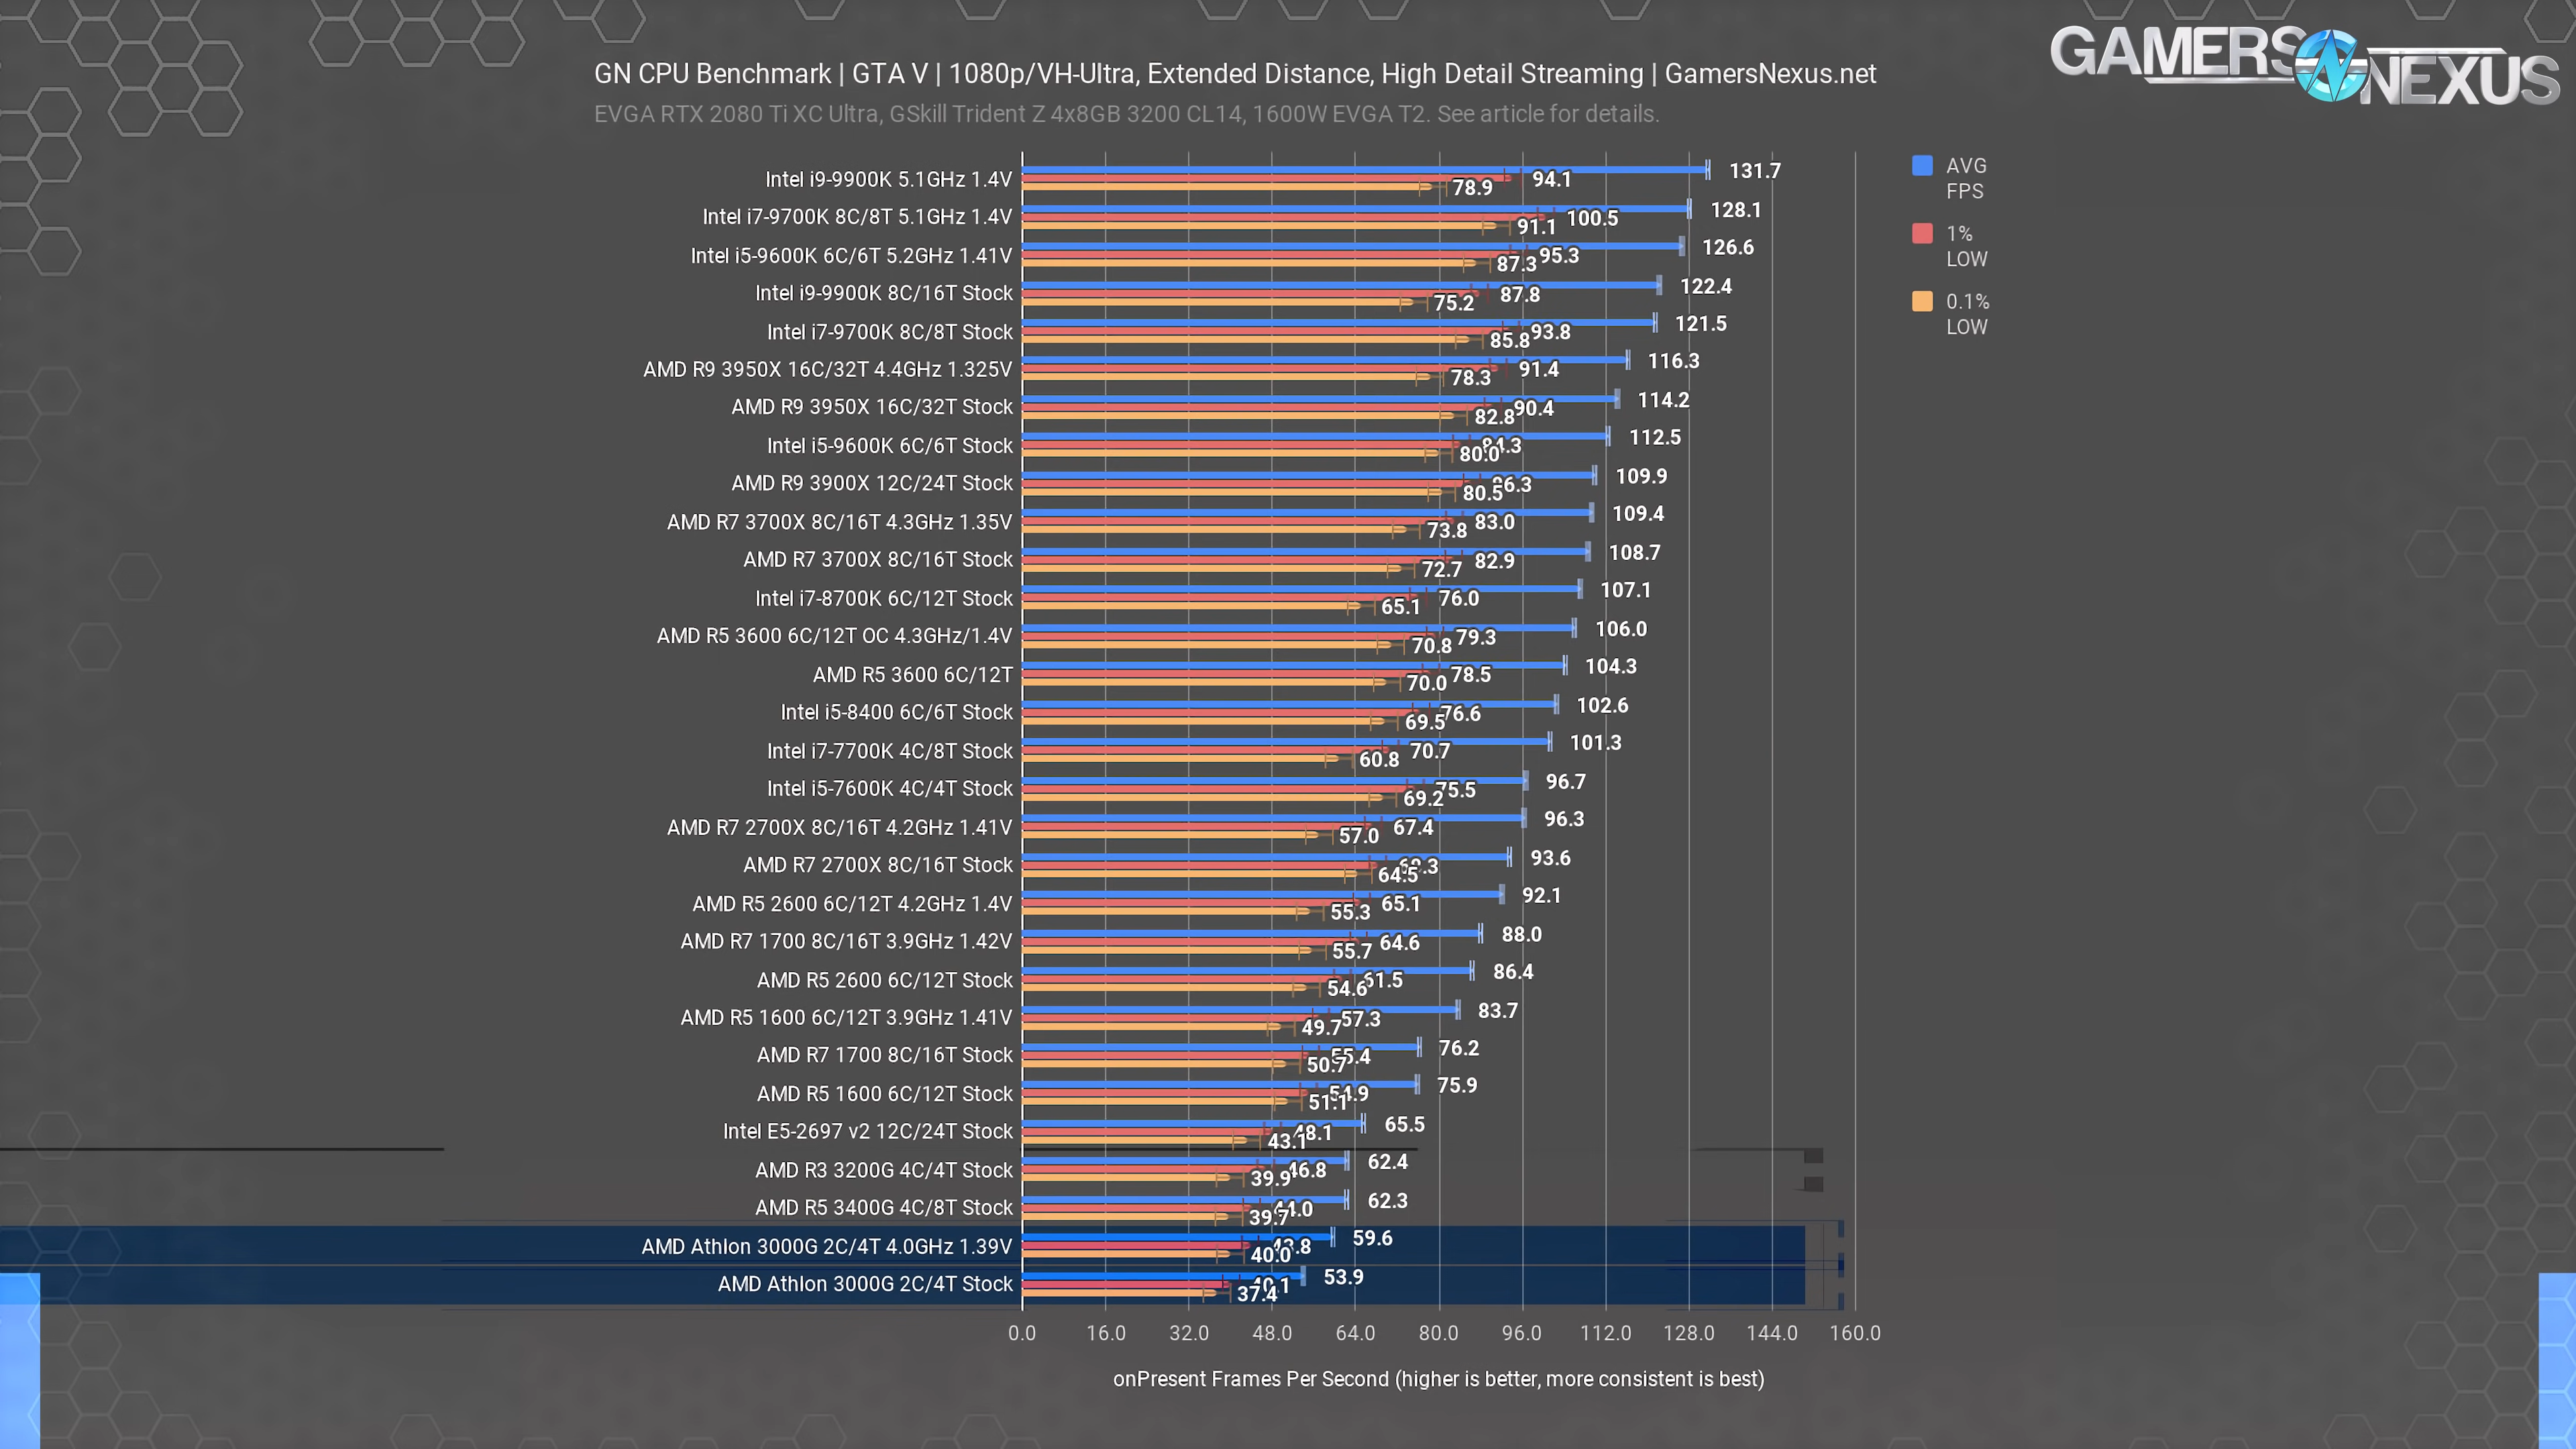 GAMERS NEXUS
GN CPU Benchmark | GTA V | 1080p/VH-Ultra, Extended Distance, High Detail Streaming | GamersNexus.net
EVGA RTX 2080 Ti XC Ultra, GSkill Trident Z 4x8GB 3200 CL14, 1600W EVGA T2. See article for details.
AVG
FPS
1%
LOW
0.1%
LOW
Intel i9-9900K 5.1GHz 1.4V 131.7 94.1 78.9
Intel i7-9700K 8C/8T 5.1GHz 1.4V 128.1 100.5 91.1
Intel i5-9600K 6C/6T 5.2GHz 1.41V 126.6 95.3 87.3
Intel i9-9900K 8C/16T Stock 122.4 87.8 75.2
Intel i7-9700K 8C/8T Stock 121.5 93.8 85.8
AMD R9 3950X 16C/32T 4.4GHz 1.325V 116.3 91.4 78.3
AMD R9 3950X 16C/32T Stock 114.2 90.4 82.8
Intel i5-9600K 6C/6T Stock 112.5 84.3 80.0
AMD R9 3900X 12C/24T Stock 109.9 80.5
AMD R7 3700X 8C/16T 4.3GHz 1.35V 109.4 83.0 73.8
AMD R7 3700X 8C/16T Stock 108.7 82.9 72.7
Intel i7-8700K 6C/12T Stock 107.1 76.0 65.1
AMD R5 3600 6C/12T OC 4.3GHz/1.4V 106.0 79.3 70.8
AMD R5 3600 6C/12T 104.3 78.5 70.0
Intel i5-8400 6C/6T Stock 102.6 76.6 69.5
Intel i7-7700K 4C/8T Stock 101.3 70.7 60.8
Intel i5-7600K 4C/4T Stock 96.7 75.5 69.2
AMD R7 2700X 8C/16T 4.2GHz 1.41V 96.3 67.4 57.0
AMD R7 2700X 8C/16T Stock 93.6 64.5
AMD R5 2600 6C/12T 4.2GHz 1.4V 92.1 65.1 55.3
AMD R7 1700 8C/16T 3.9GHz 1.42V 88.0 64.6 55.7
AMD R5 2600 6C/12T Stock 86.4 61.5 54.6
AMD R5 1600 6C/12T 3.9GHz 1.41V 83.7 57.3 49.7
AMD R7 1700 8C/16T Stock 76.2 55.4 50.7
AMD R5 1600 6C/12T Stock 75.9 54.9 51.1
Intel E5-2697 v2 12C/24T Stock 65.5 48.1 43.1
AMD R3 3200G 4C/4T Stock 62.4 46.8 39.9
AMD R5 3400G 4C/8T Stock 62.3 44.0 39.7
AMD Athlon 3000G 2C/4T 4.0GHz 1.39V 59.6 43.8 40.0
AMD Athlon 3000G 2C/4T Stock 53.9 40.1 37.4
0.0 16.0 32.0 48.0 64.0 80.0 96.0 112.0 128.0 144.0 160.0
onPresent Frames Per Second (higher is better, more consistent is best)